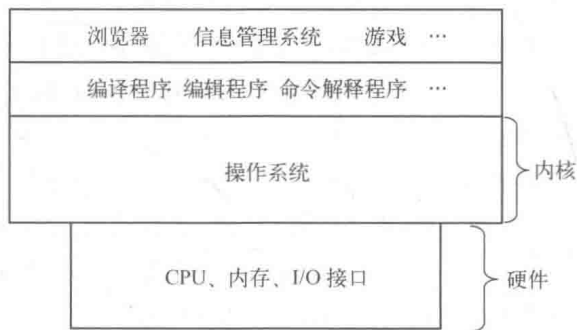 浏览器 信息管理系统 游戏 …
编译程序 编辑程序 命令解释程序 …
操作系统
内核
CPU、内存、I/O 接口
硬件